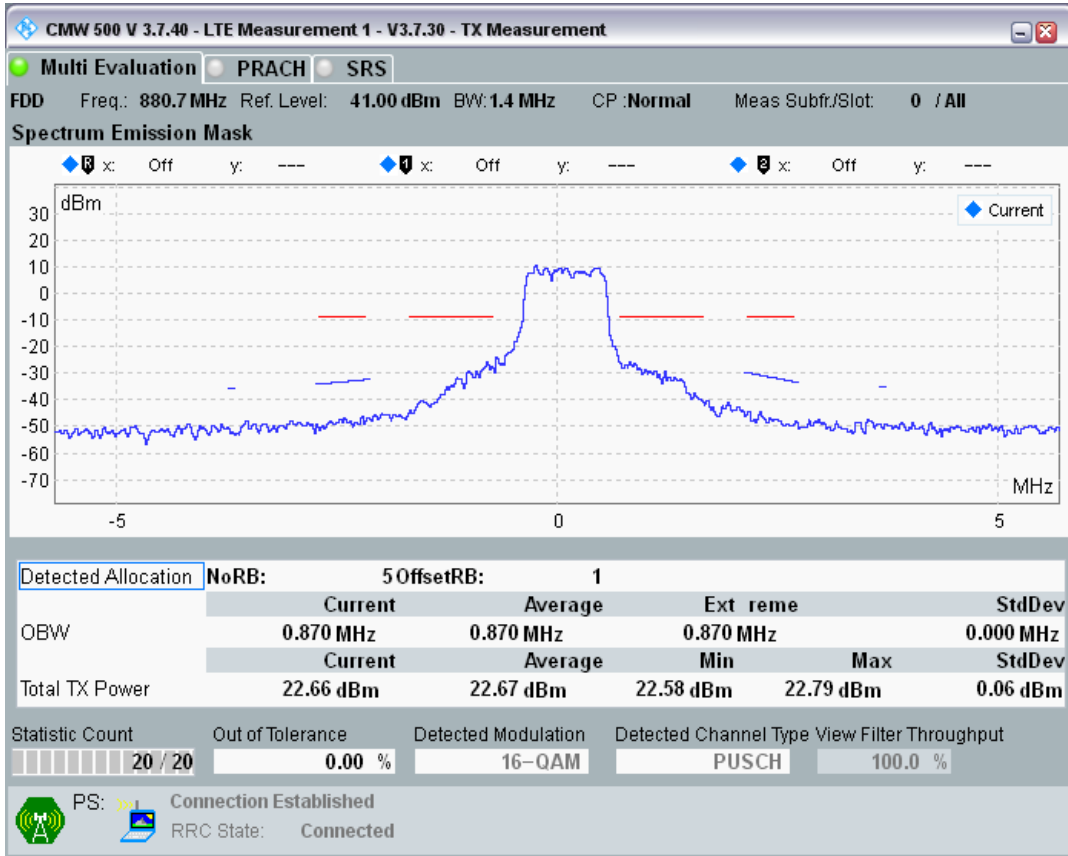 CMW 500 V 3.7.40 - LTE Measurement 1 - V3.7.30 - TX Measurement
Multi Evaluation PRACH SRS
FDD Freq.: 880.7 MHz Ref. Level: 41.00 dBm BW: 1.4 MHz CP :Normal Meas Subfr./Slot: 0 / All
Spectrum Emission Mask
R x: Off y: --- 1 x: Off y: --- 2 x: Off y: ---
dBm
Current
30
20
10
0
-10
-20
-30
-40
-50
-60
-70
MHz
-5 0 5
Detected Allocation NoRB: 5 OffsetRB: 1
Current Average Ext reme StdDev
OBW 0.870 MHz 0.870 MHz 0.870 MHz 0.000 MHz
Current Average Min Max StdDev
Total TX Power 22.66 dBm 22.67 dBm 22.58 dBm 22.79 dBm 0.06 dBm
Statistic Count Out of Tolerance Detected Modulation Detected Channel Type View Filter Throughput
20 / 20 0.00 % 16-QAM PUSCH 100.0 %
PS: Connection Established
RRC State: Connected